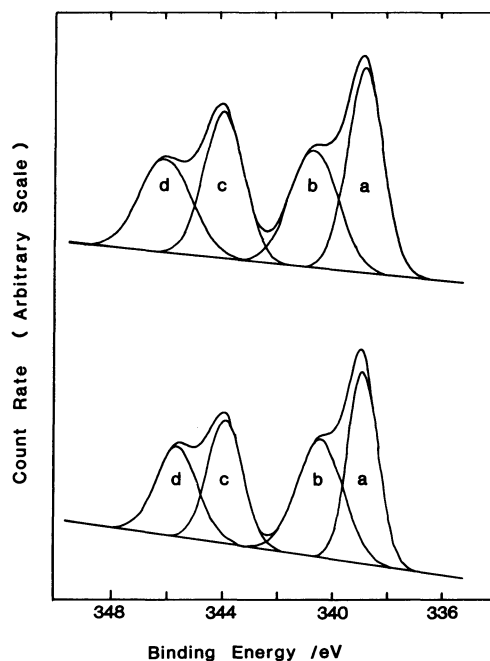 Count Rate ( Arbitrary Scale )
d
c
b
a
d
c
b
a
348
344
340
336
Binding Energy /eV